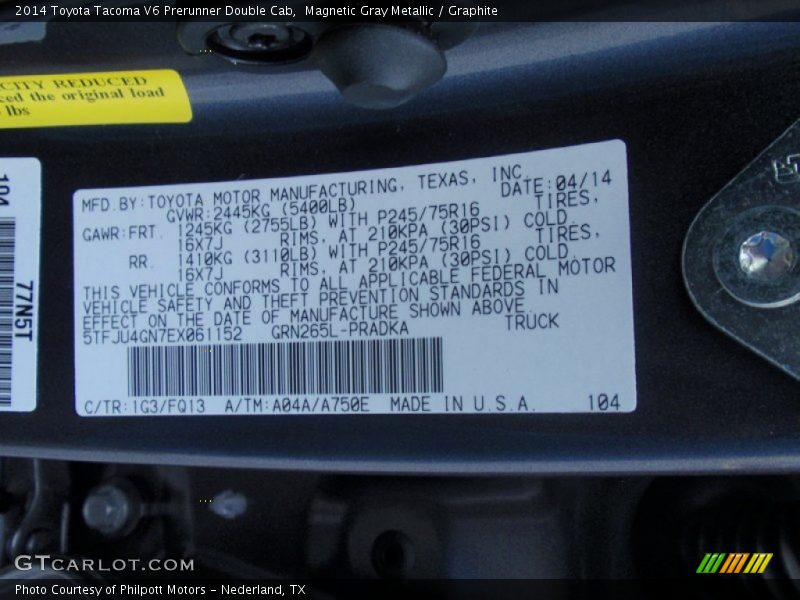 2014 Toyota Tacoma V6 Prerunner Double Cab, Magnetic Gray Metallic / Graphite
CITY REDUCED
ced the original load
lbs
104
77N5T
MFD.BY:TOYOTA MOTOR MANUFACTURING, TEXAS, INC.
DATE:04/14
GVWR:2445KG (5400LB)
GAWR:FRT. 1245KG (2755LB) WITH P245/75R16 TIRES,
16X7J RIMS, AT 210KPA (30PSI) COLD.
RR. 1410KG (3110LB) WITH P245/75R16 TIRES,
16X7J RIMS, AT 210KPA (30PSI) COLD.
THIS VEHICLE CONFORMS TO ALL APPLICABLE FEDERAL MOTOR
VEHICLE SAFETY AND THEFT PREVENTION STANDARDS IN
EFFECT ON THE DATE OF MANUFACTURE SHOWN ABOVE.
5TFJU4GN7EX061152 GRN265L-PRADKA TRUCK
C/TR:1G3/FQ13 A/TM:A04A/A750E MADE IN U.S.A. 104
GTCARLOT.COM
Photo Courtesy of Philpott Motors - Nederland, TX